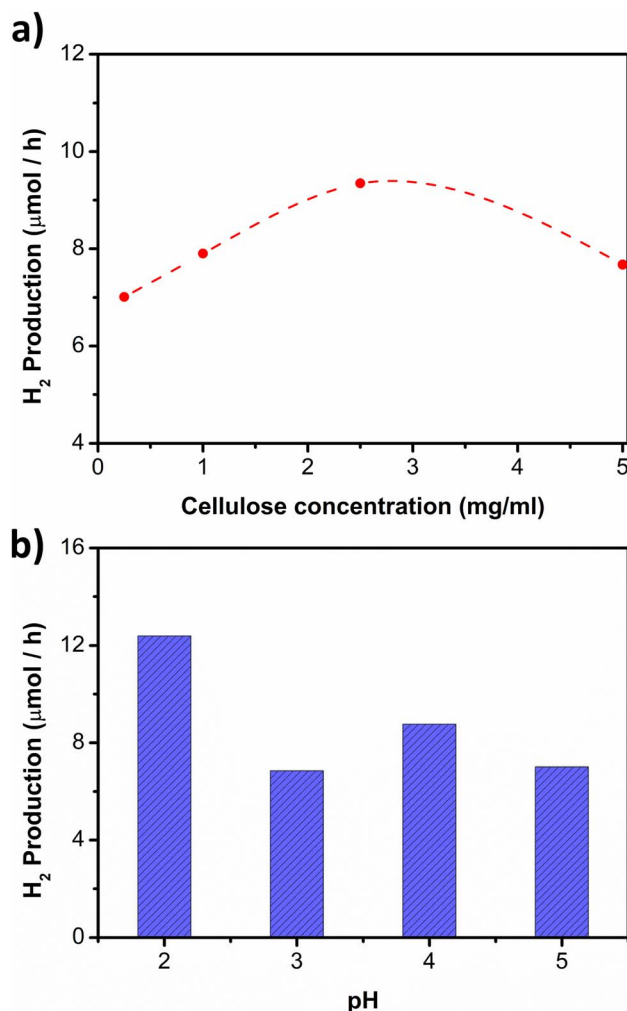 a)
12
10
8
6
4
H₂ Production (μmol / h)
0 1 2 3 4 5
Cellulose concentration (mg/ml)
b)
16
12
8
4
0
H₂ Production (μmol / h)
2 3 4 5
pH